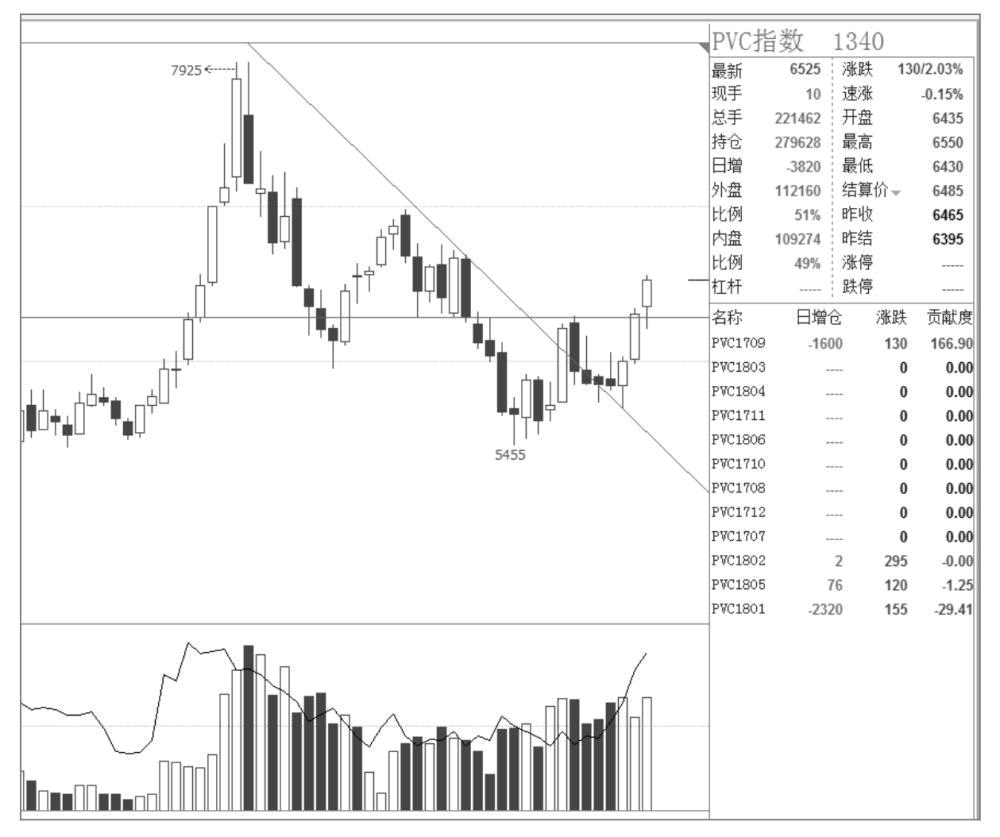 PVC指数 1340
7925
最新 6525 涨跌 130/2.03%
现手 10 速涨 -0.15%
总手 221462 开盘 6435
持仓 279628 最高 6550
日增 -3820 最低 6430
外盘 112160 结算价 6485
比例 51% 昨收 6465
内盘 109274 昨结 6395
比例 49% 涨停 -----
杠杆 ----- 跌停 -----
名称 日增仓 涨跌 贡献度
PVC1709 -1600 130 166.90
PVC1803 ---- 0 0.00
PVC1804 ---- 0 0.00
PVC1711 ---- 0 0.00
PVC1806 ---- 0 0.00
5455
PVC1710 ---- 0 0.00
PVC1708 ---- 0 0.00
PVC1712 ---- 0 0.00
PVC1707 ---- 0 0.00
PVC1802 2 295 -0.00
PVC1805 76 120 -1.25
PVC1801 -2320 155 -29.41